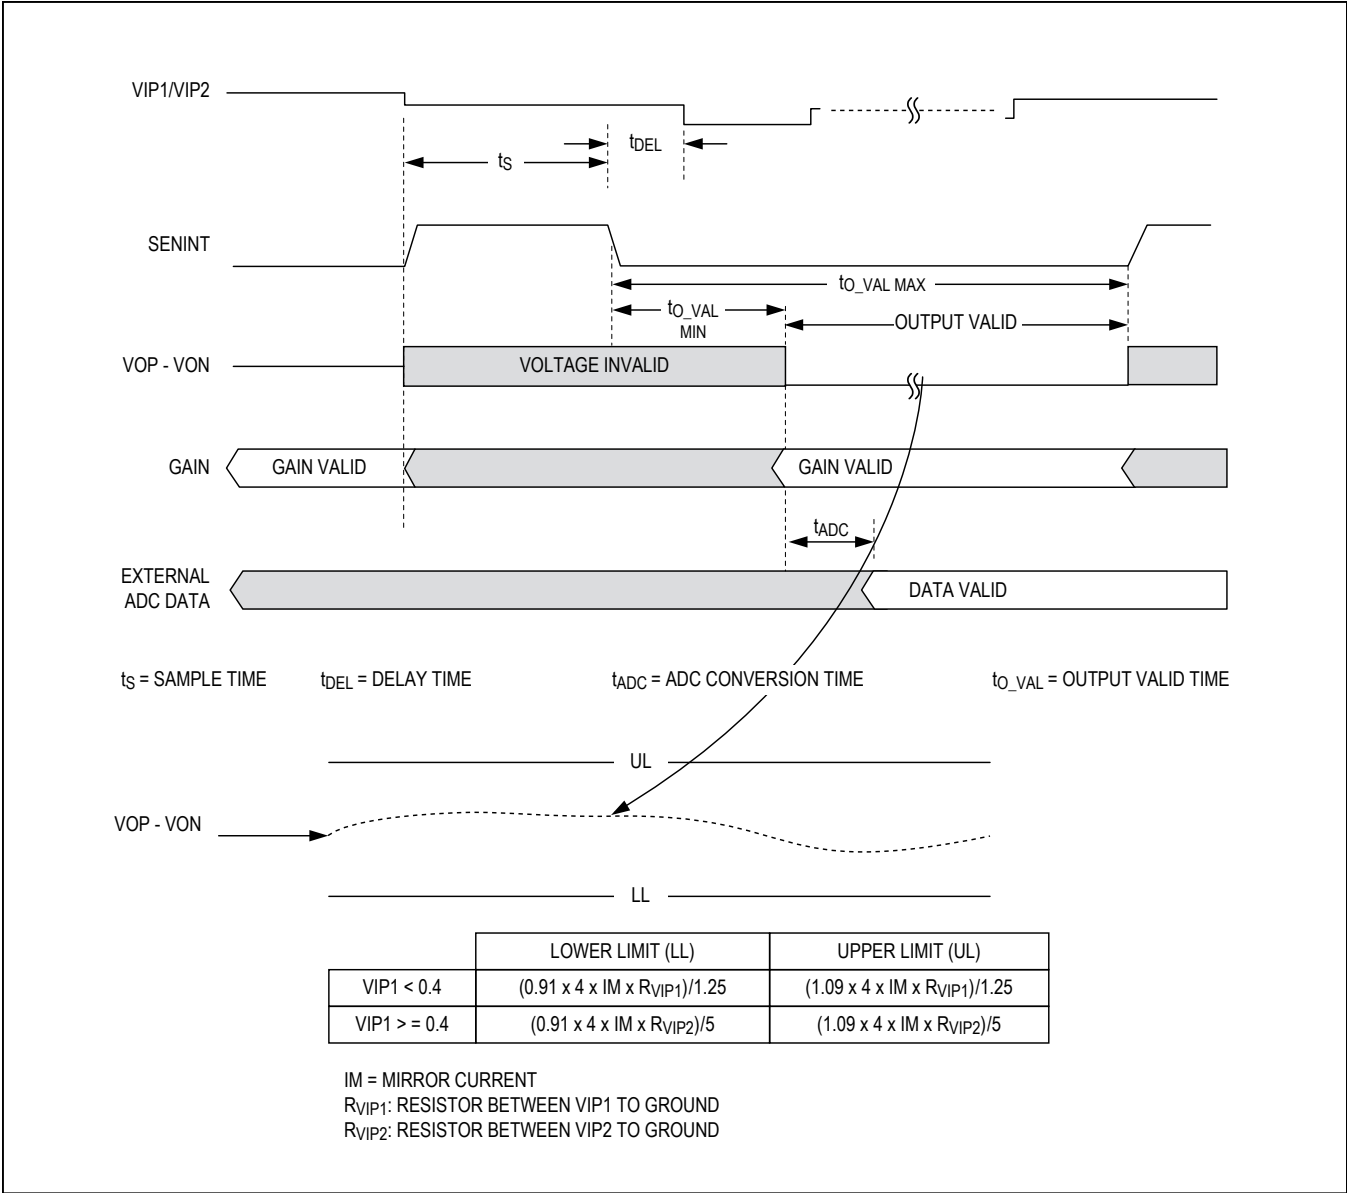 VIP1/VIP2
tDEL
tS
SENINT
tO_VAL MAX
tO_VAL
MIN
OUTPUT VALID
VOP - VON
VOLTAGE INVALID
GAIN
GAIN VALID
GAIN VALID
tADC
EXTERNAL
ADC DATA
DATA VALID
tS = SAMPLE TIME
tDEL = DELAY TIME
tADC = ADC CONVERSION TIME
tO_VAL = OUTPUT VALID TIME
UL
VOP - VON
LL
LOWER LIMIT (LL)
UPPER LIMIT (UL)
VIP1 < 0.4
(0.91 x 4 x IM x RVIP1)/1.25
(1.09 x 4 x IM x RVIP1)/1.25
VIP1 > = 0.4
(0.91 x 4 x IM x RVIP2)/5
(1.09 x 4 x IM x RVIP2)/5
IM = MIRROR CURRENT
RVIP1: RESISTOR BETWEEN VIP1 TO GROUND
RVIP2: RESISTOR BETWEEN VIP2 TO GROUND